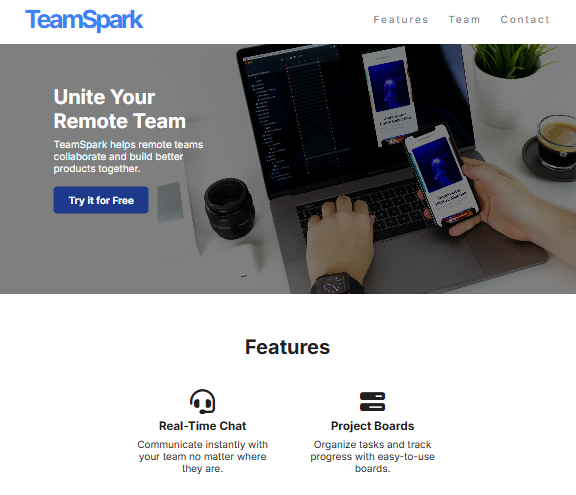 TeamSpark
Features Team Contact
Unite Your
Remote Team
TeamSpark helps remote teams
collaborate and build better
products together.
Try it for Free
Features
Real-Time Chat
Communicate instantly with
your team no matter where
they are.
Project Boards
Organize tasks and track
progress with easy-to-use
boards.